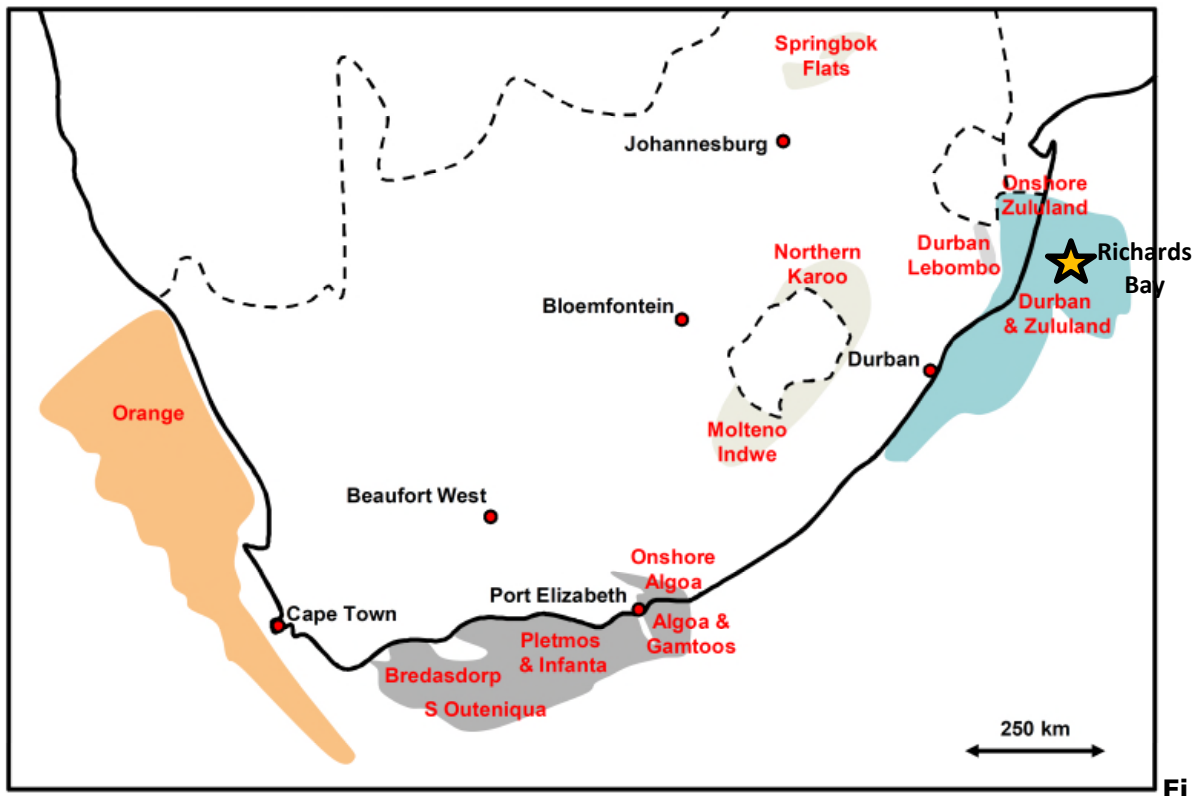 Springbok
Flats
Johannesburg
Onshore
Zululand
Durban
Lebombo
Richards
Bay
Northern
Karoo
Bloemfontein
Durban
& Zululand
Durban
Orange
Molteno
Indwe
Beaufort West
Onshore
Algoa
Port Elizabeth
Cape Town
Algoa &
Gamtoos
Pletmos
& Infanta
Bredasdorp
S Outeniqua
250 km
Fi